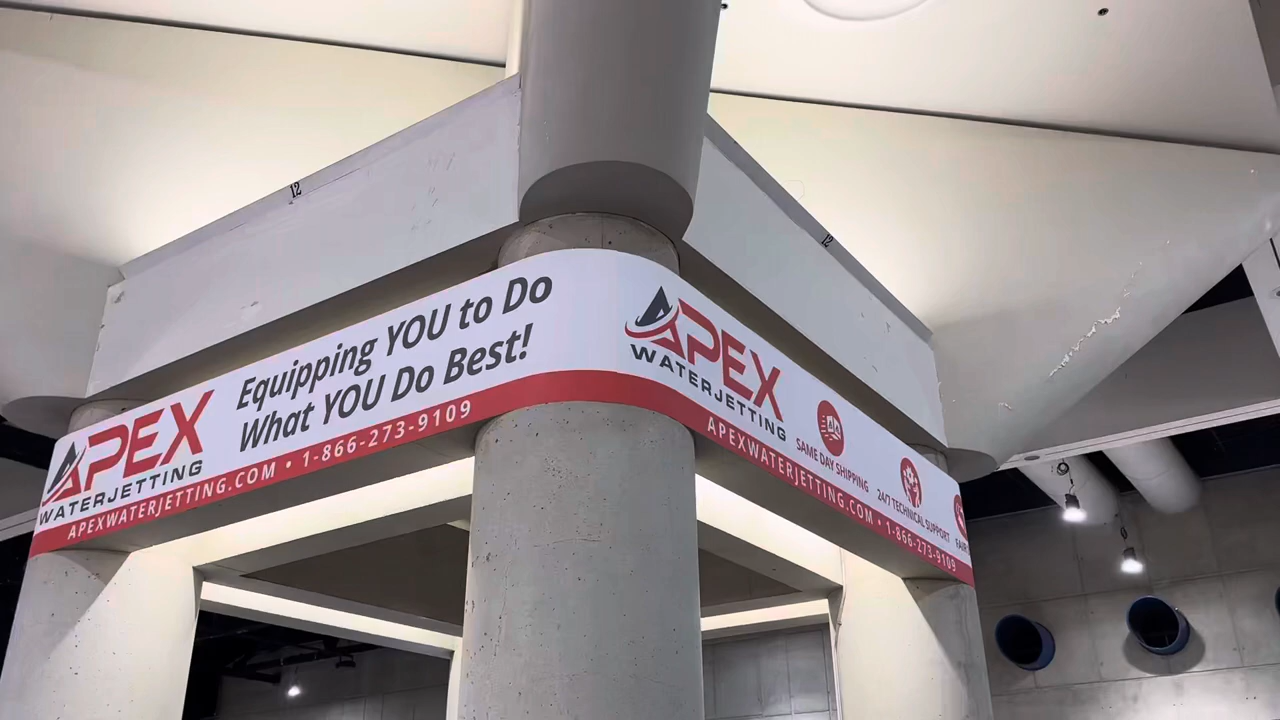 12
12
APEX
WATERJETTING
Equipping YOU to Do
What YOU Do Best!
APEXWATERJETTING.COM • 1-866-273-9109
APEX
WATERJETTING
SAME DAY SHIPPING
24/7 TECHNICAL SUPPORT
APEXWATERJETTING.COM • 1-866-273-9109